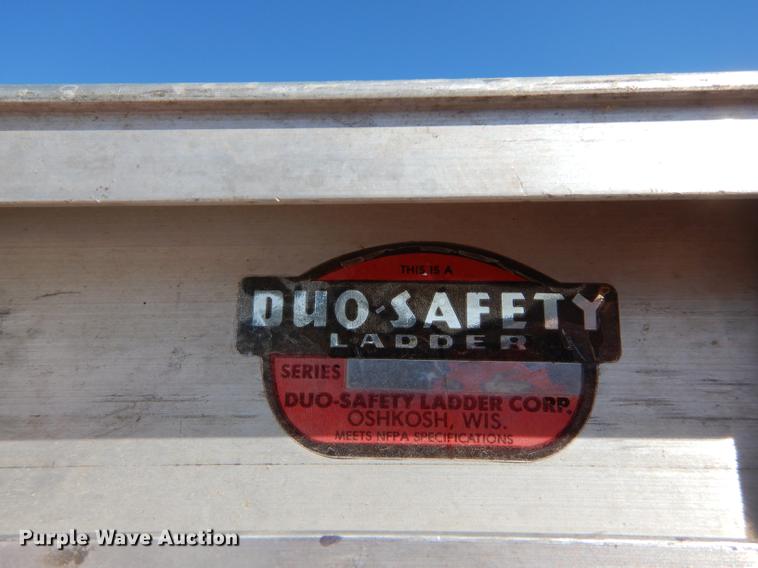 THIS IS A
DUO-SAFETY
LADDER
SERIES
DUO-SAFETY LADDER CORP.
OSHKOSH, WIS.
MEETS NFPA SPECIFICATIONS
Purple Wave Auction